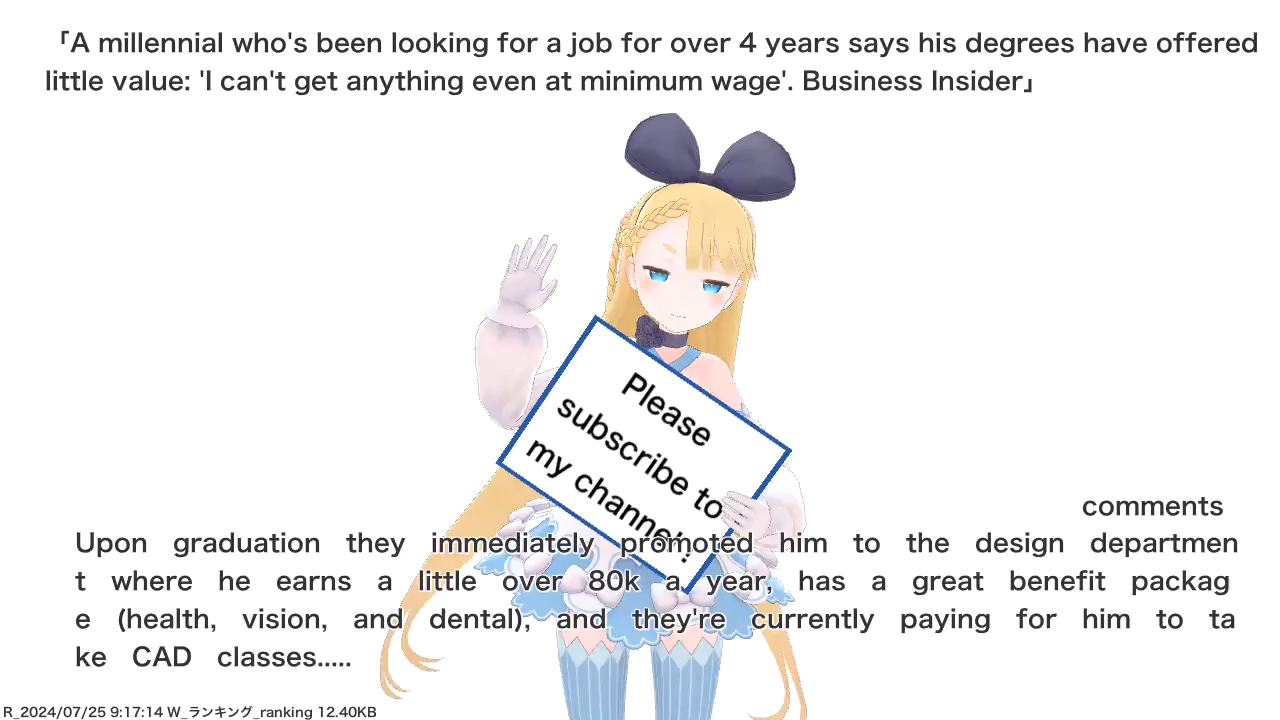 「A millennial who's been looking for a job for over 4 years says his degrees have offered
little value: 'I can't get anything even at minimum wage'. Business Insider」
Please
subscribe to
my channel!
comments
Upon graduation they immediately promoted him to the design departmen
t where he earns a little over 80k a year, has a great benefit packag
e (health, vision, and dental), and they're currently paying for him to ta
ke CAD classes.....
R_2024/07/25 9:17:14 W_ランキング_ranking 12.40KB